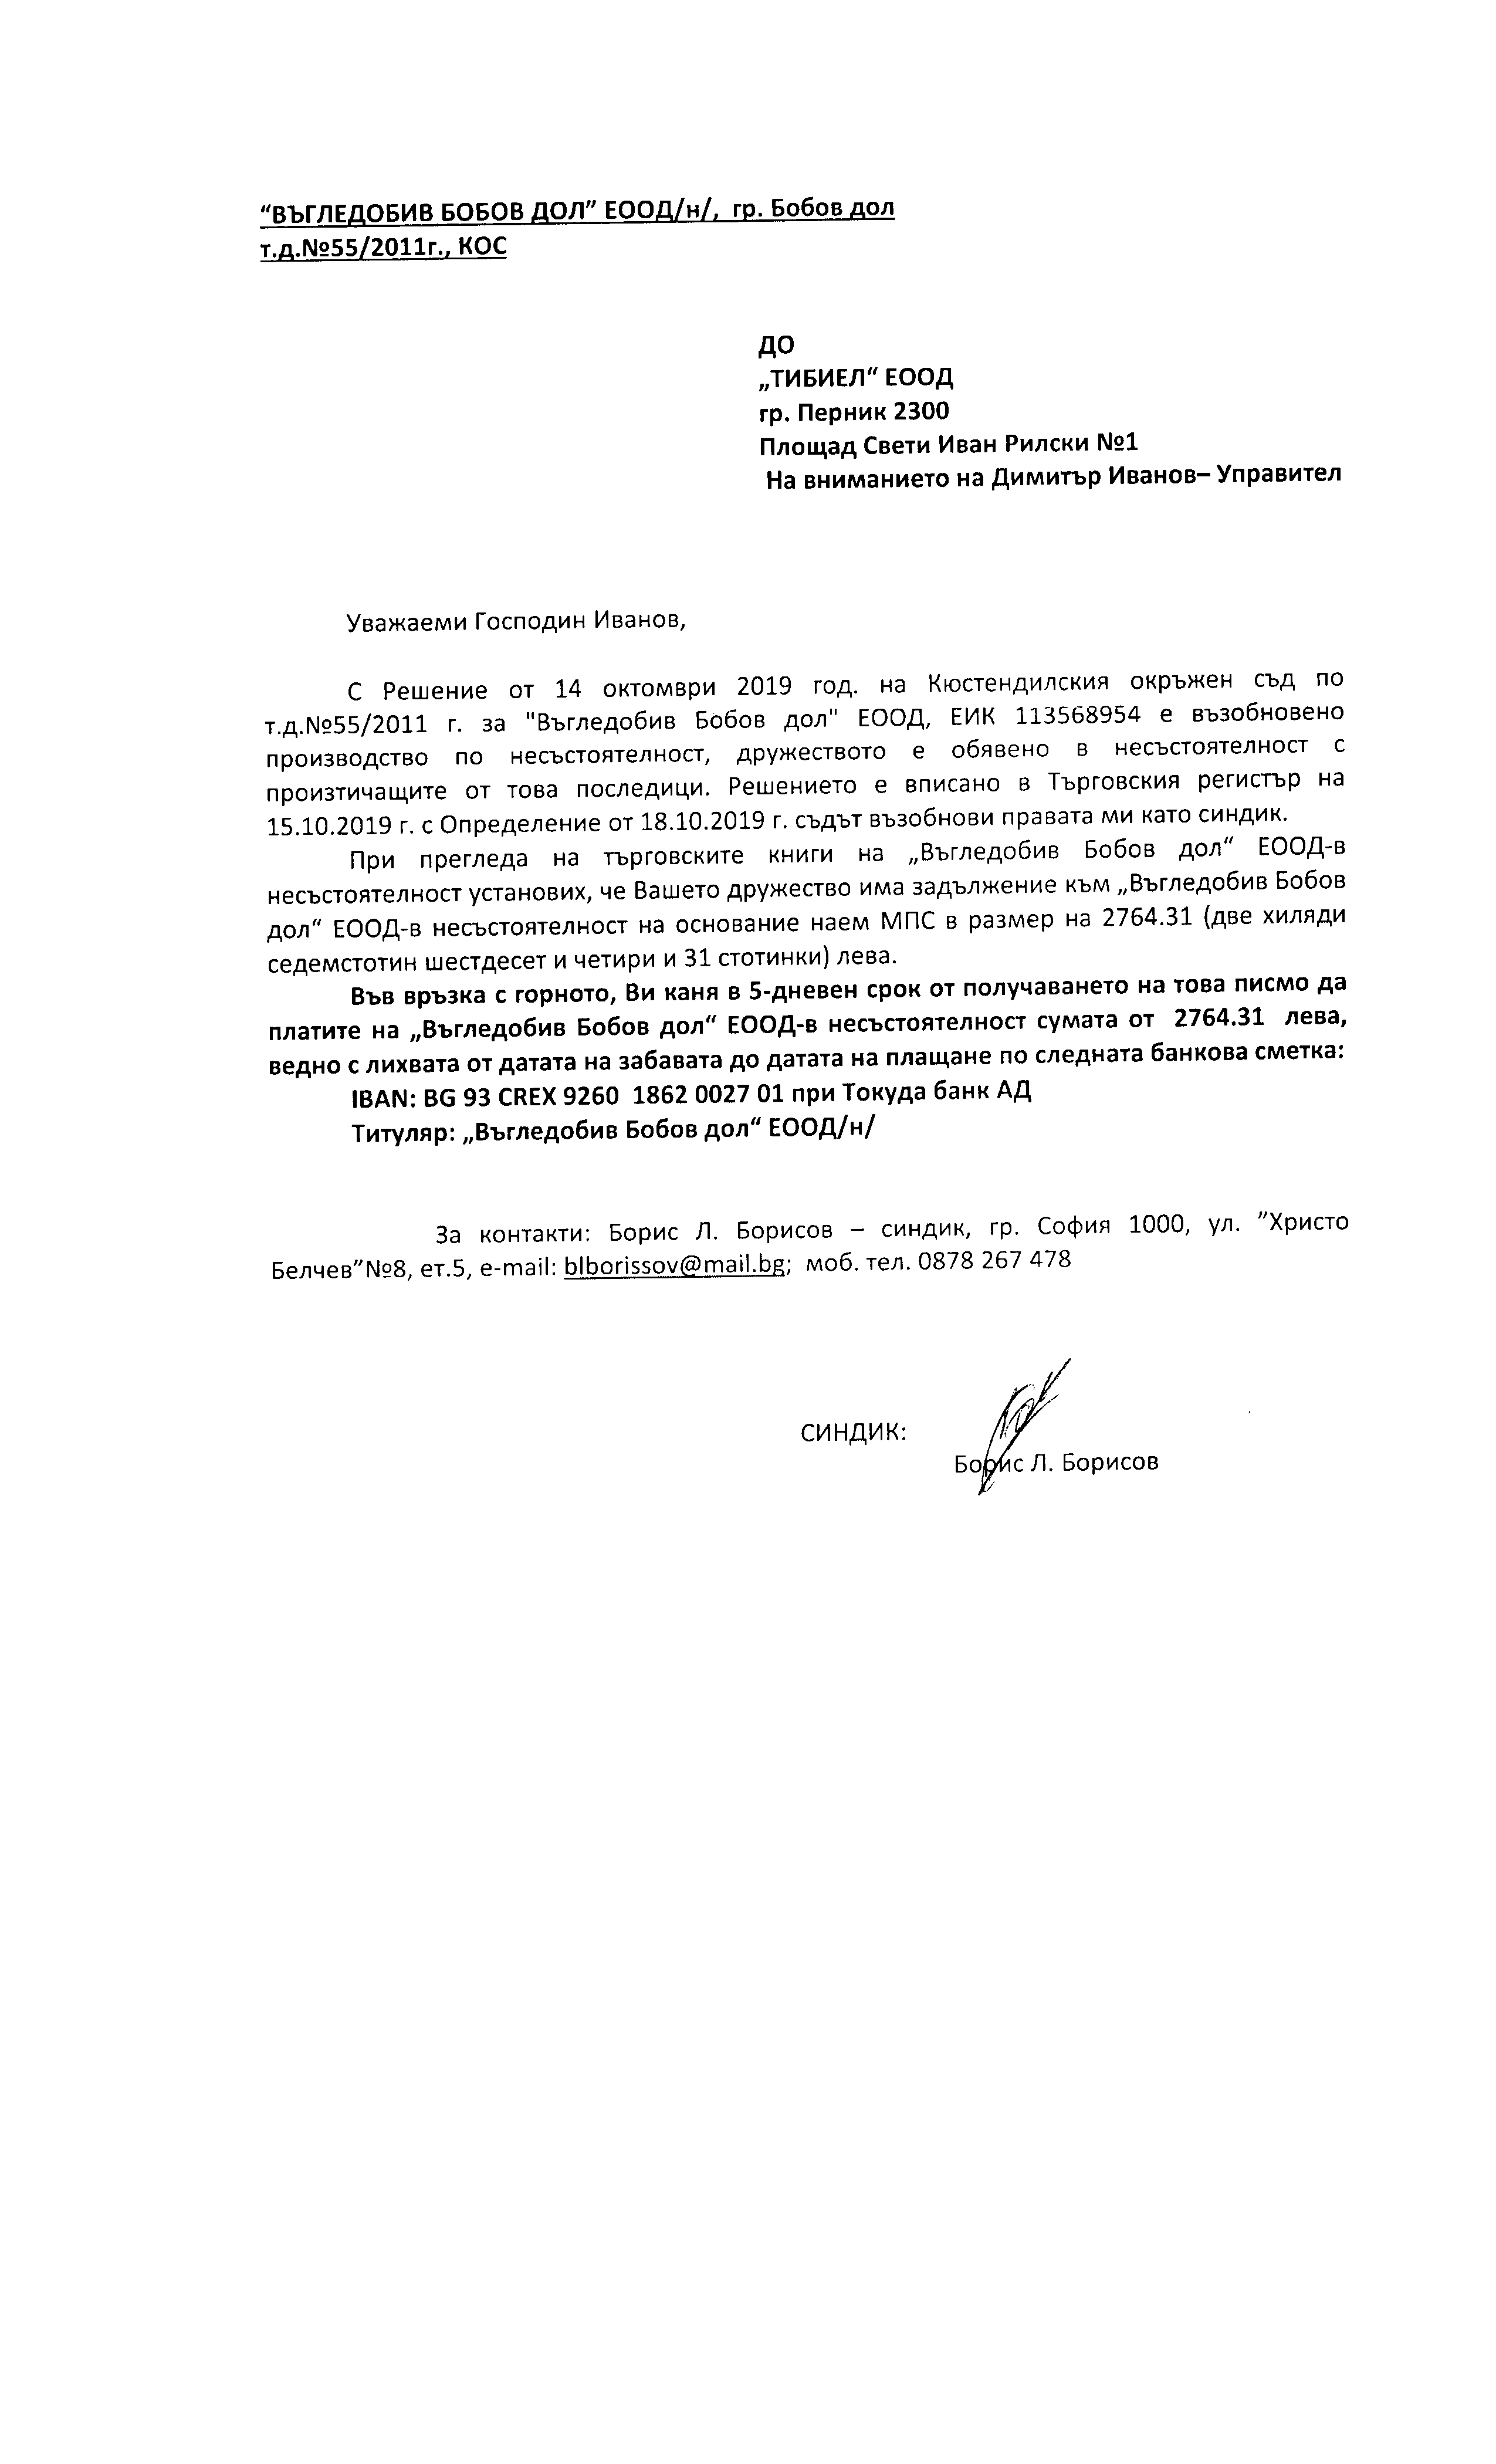 “ВЪГЛЕДОБИВ БОБОВ ДОЛ” ЕООД/н/, гр. Бобов дол
т.д.№55/2011г., КОС
ДО
„ТИБИЕЛ“ ЕООД
гр. Перник 2300
Площад Свети Иван Рилски №1
На вниманието на Димитър Иванов– Управител
Уважаеми Господин Иванов,
С Решение от 14 октомври 2019 год. на Кюстендилския окръжен съд по
т.д.№55/2011 г. за "Въгледобив Бобов дол" ЕООД, ЕИК 113568954 е възобновено
производство по несъстоятелност, дружеството е обявено в несъстоятелност с
произтичащите от това последици. Решението е вписано в Търговския регистър на
15.10.2019 г. с Определение от 18.10.2019 г. съдът възобнови правата ми като синдик.
При прегледа на търговските книги на „Въгледобив Бобов дол“ ЕООД-в
несъстоятелност установих, че Вашето дружество има задължение към „Въгледобив Бобов
дол“ ЕООД-в несъстоятелност на основание наем МПС в размер на 2764.31 (две хиляди
седемстотин шестдесет и четири и 31 стотинки) лева.
Във връзка с горното, Ви каня в 5-дневен срок от получаването на това писмо да
платите на „Въгледобив Бобов дол“ ЕООД-в несъстоятелност сумата от 2764.31 лева,
ведно с лихвата от датата на забавата до датата на плащане по следната банкова сметка:
IBAN: BG 93 CREX 9260 1862 0027 01 при Токуда банк АД
Титуляр: „Въгледобив Бобов дол“ ЕООД/н/
За контакти: Борис Л. Борисов – синдик, гр. София 1000, ул. ”Христо
Белчев”№8, ет.5, e-mail: blborissov@mail.bg; моб. тел. 0878 267 478
СИНДИК:
Борис Л. Борисов